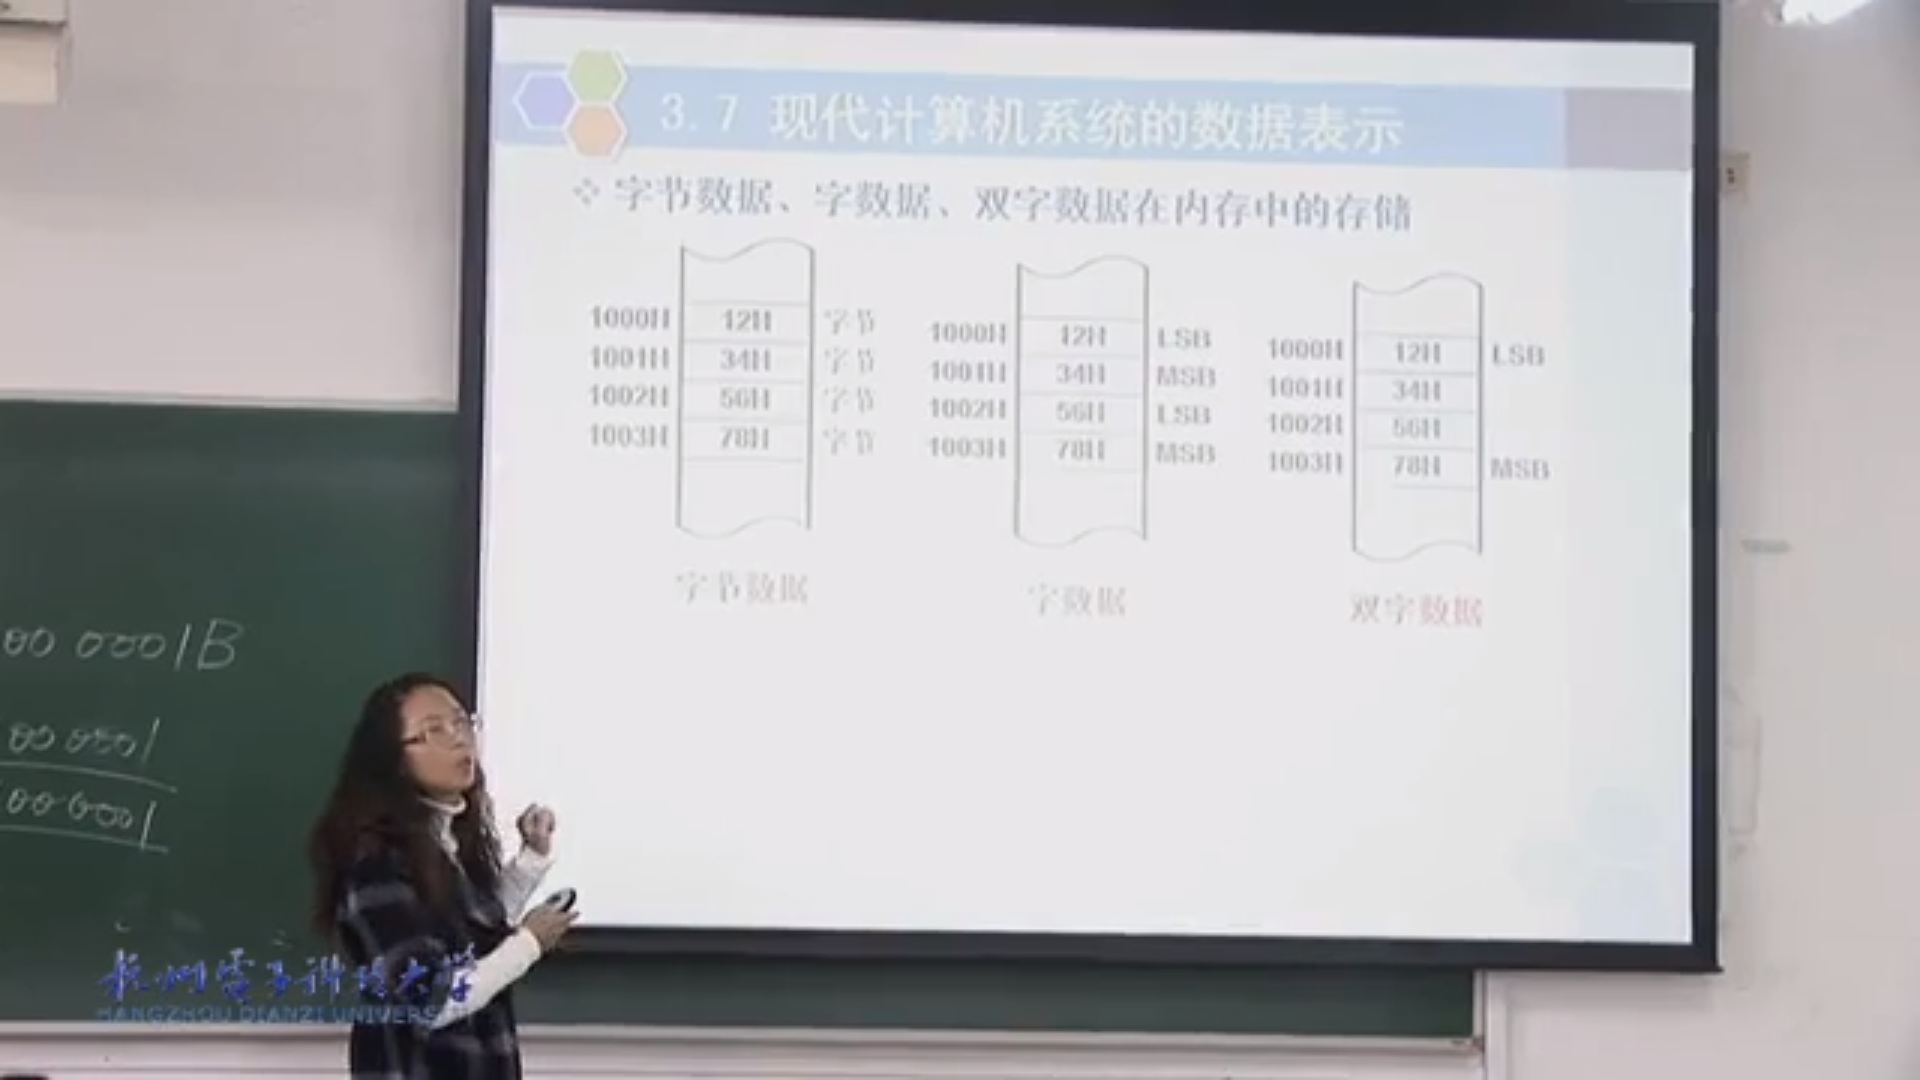 3.7 现代计算机系统的数据表示
字节数据、字数据、双字数据在内存中的存储
1000H 12H 字节
1001H 34H 字节
1002H 56H 字节
1003H 78H 字节
字节数据
1000H 12H LSB
1001H 34H MSB
1002H 56H LSB
1003H 78H MSB
字数据
1000H 12H LSB
1001H 34H
1002H 56H
1003H 78H MSB
双字数据
00 0001B
00 0001
00 0001
杭州电子科技大学
HANGZHOU DIANZI UNIVERS